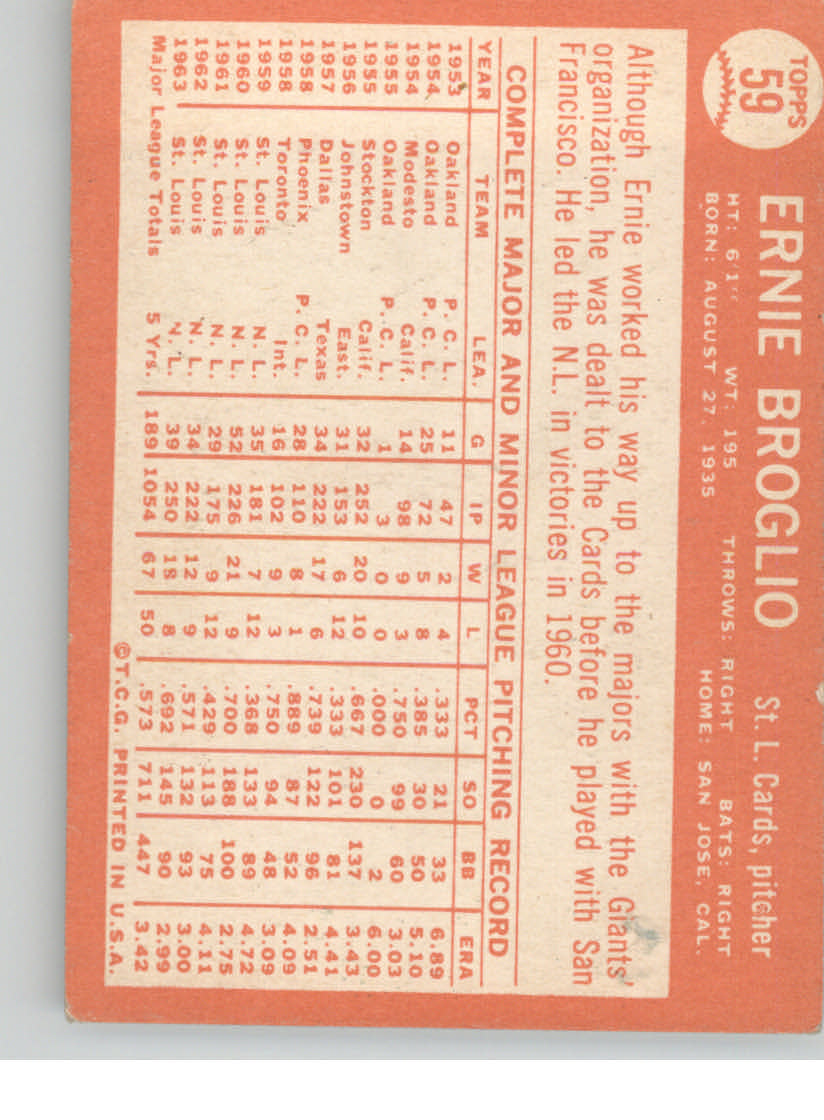 TOPPS
59
ERNIE BROGLIO St. L. Cards, pitcher
HT: 6'1" WT: 195 THROWS: RIGHT BATS: RIGHT
BORN: AUGUST 27, 1935 HOME: SAN JOSE, CAL.
Although Ernie worked his way up to the majors with the Giants'
organization, he was dealt to the Cards before he played with San
Francisco. He led the N.L. in victories in 1960.
COMPLETE MAJOR AND MINOR LEAGUE PITCHING RECORD
YEAR TEAM LEA. G IP W L PCT SO BB ERA
1953 Oakland P. C. L. 11 47 2 4 .333 21 33 6.89
1954 Oakland P. C. L. 25 72 5 8 .385 30 50 5.10
1954 Modesto Calif. 14 98 9 3 .750 99 60 3.03
1955 Oakland P. C. L. 1 3 0 0 .000 0 2 6.00
1955 Stockton Calif. 32 252 20 10 .667 230 137 3.43
1956 Johnstown East. 31 153 6 12 .333 101 81 4.41
1957 Dallas Texas 34 222 17 6 .739 122 96 2.51
1958 Phoenix P. C. L. 28 110 8 1 .889 87 52 4.09
1958 Toronto Int. 16 102 9 3 .750 94 48 3.09
1959 St. Louis N. L. 35 181 7 12 .368 133 89 4.72
1960 St. Louis N. L. 52 226 21 9 .700 188 100 2.75
1961 St. Louis N. L. 29 175 9 12 .429 113 75 4.11
1962 St. Louis N. L. 34 222 12 9 .571 132 93 3.00
1963 St. Louis N. L. 39 250 18 8 .692 145 90 2.99
Major League Totals 5 Yrs. 189 1054 67 50 .573 711 447 3.42
©T.C.G. PRINTED IN U.S.A.